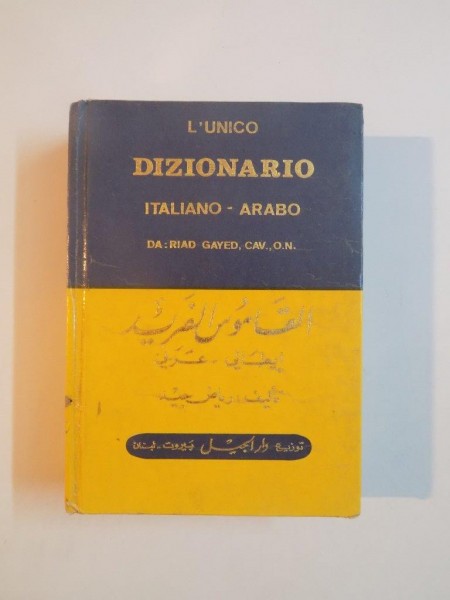 L'UNICO
DIZIONARIO
ITALIANO - ARABO
DA: RIAD GAYED, CAV., O.N.
القاموس الفريد
إيطالي - عربي
تأليف: رياض جيد
توزيع دار الجيل بيروت - لبنان